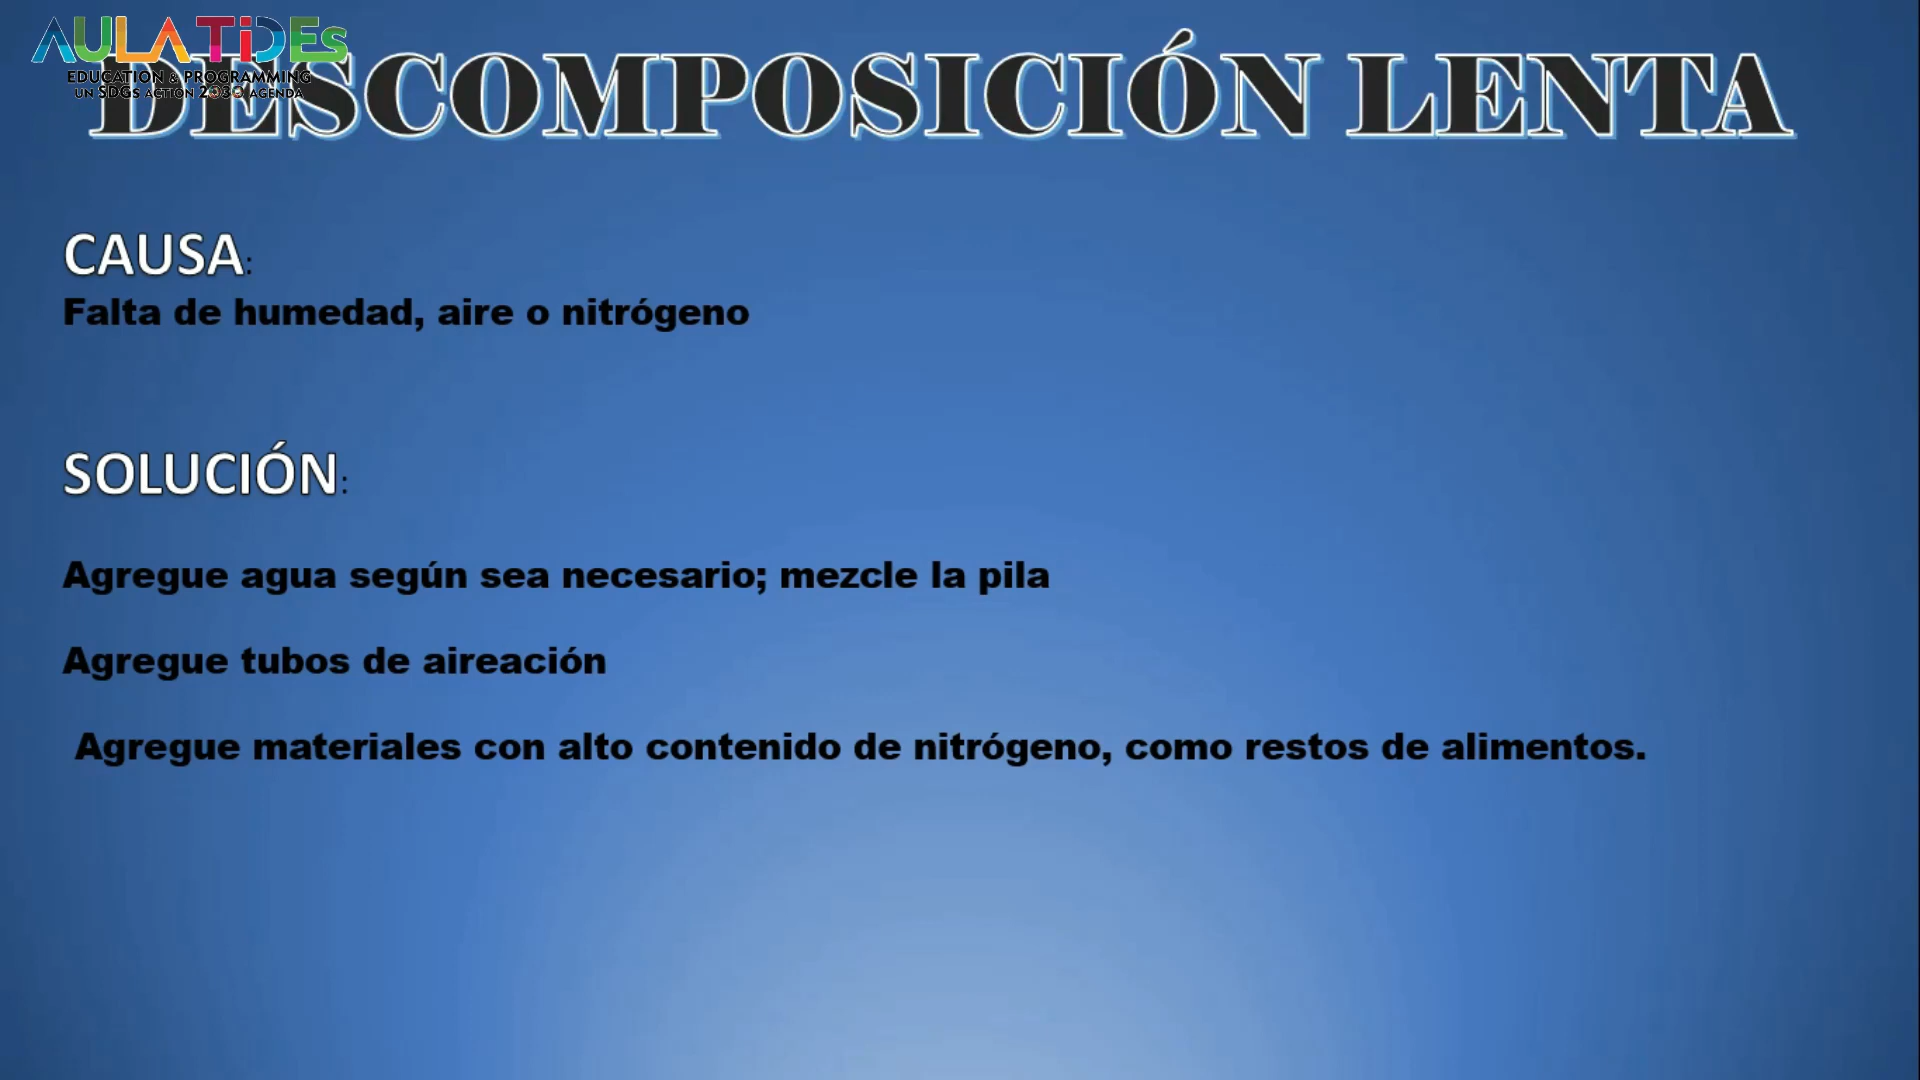 AULATIDEs
EDUCATION & PROGRAMMING
UN SDGs ACTION 2030 AGENDA
DESCOMPOSICIÓN LENTA
CAUSA:
Falta de humedad, aire o nitrógeno
SOLUCIÓN:
Agregue agua según sea necesario; mezcle la pila
Agregue tubos de aireación
Agregue materiales con alto contenido de nitrógeno, como restos de alimentos.